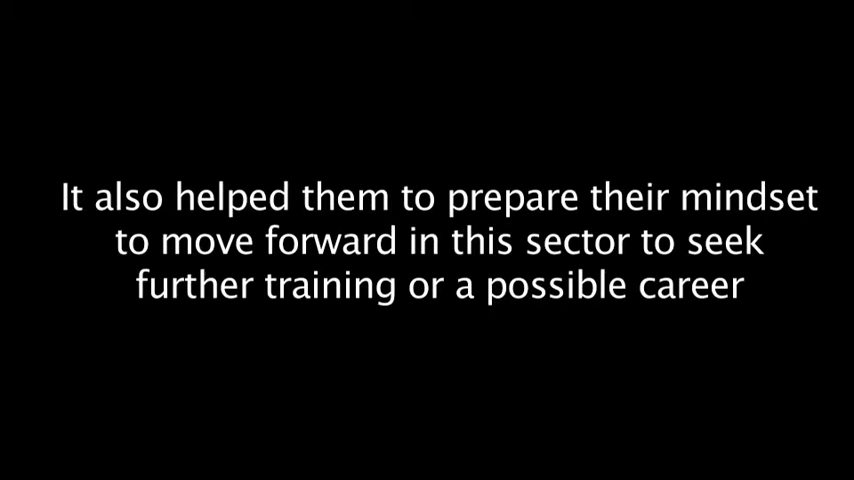 It also helped them to prepare their mindset
to move forward in this sector to seek
further training or a possible career